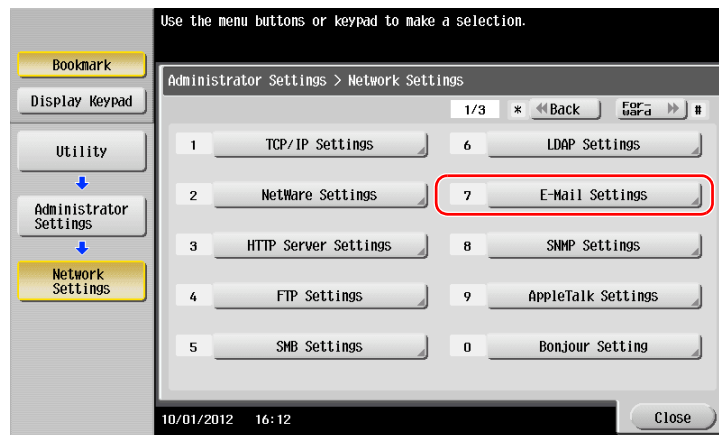 Use the menu buttons or keypad to make a selection.
Bookmark
Display Keypad
Utility
Administrator
Settings
Network
Settings
Administrator Settings > Network Settings
1/3 * Back For-
ward #
1 TCP/IP Settings 6 LDAP Settings
2 NetWare Settings 7 E-Mail Settings
3 HTTP Server Settings 8 SNMP Settings
4 FTP Settings 9 AppleTalk Settings
5 SMB Settings 0 Bonjour Setting
10/01/2012 16:12 Close